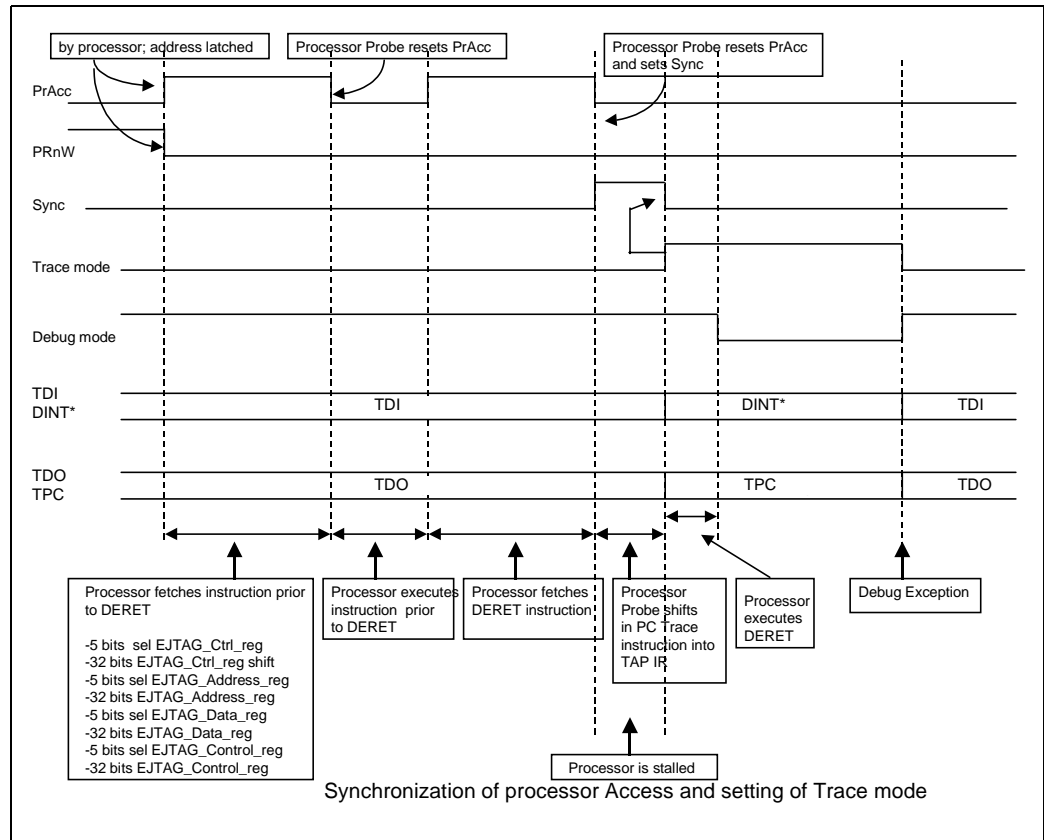 by processor; address latched
Processor Probe resets PrAcc
Processor Probe resets PrAcc
and sets Sync
PrAcc
PRnW
Sync
Trace mode
Debug mode
TDI
DINT*
TDI
DINT*
TDI
TDO
TPC
TDO
TPC
TDO
Processor fetches instruction prior
to DERET
-5 bits sel EJTAG_Ctrl_reg
-32 bits EJTAG_Ctrl_reg shift
-5 bits sel EJTAG_Address_reg
-32 bits EJTAG_Address_reg
-5 bits sel EJTAG_Data_reg
-32 bits EJTAG_Data_reg
-5 bits sel EJTAG_Control_reg
-32 bits EJTAG_Control_reg
Processor executes
instruction prior
to DERET
Processor fetches
DERET instruction
Processor
Probe shifts
in PC Trace
instruction into
TAP IR
Processor
executes
DERET
Debug Exception
Processor is stalled
Synchronization of processor Access and setting of Trace mode